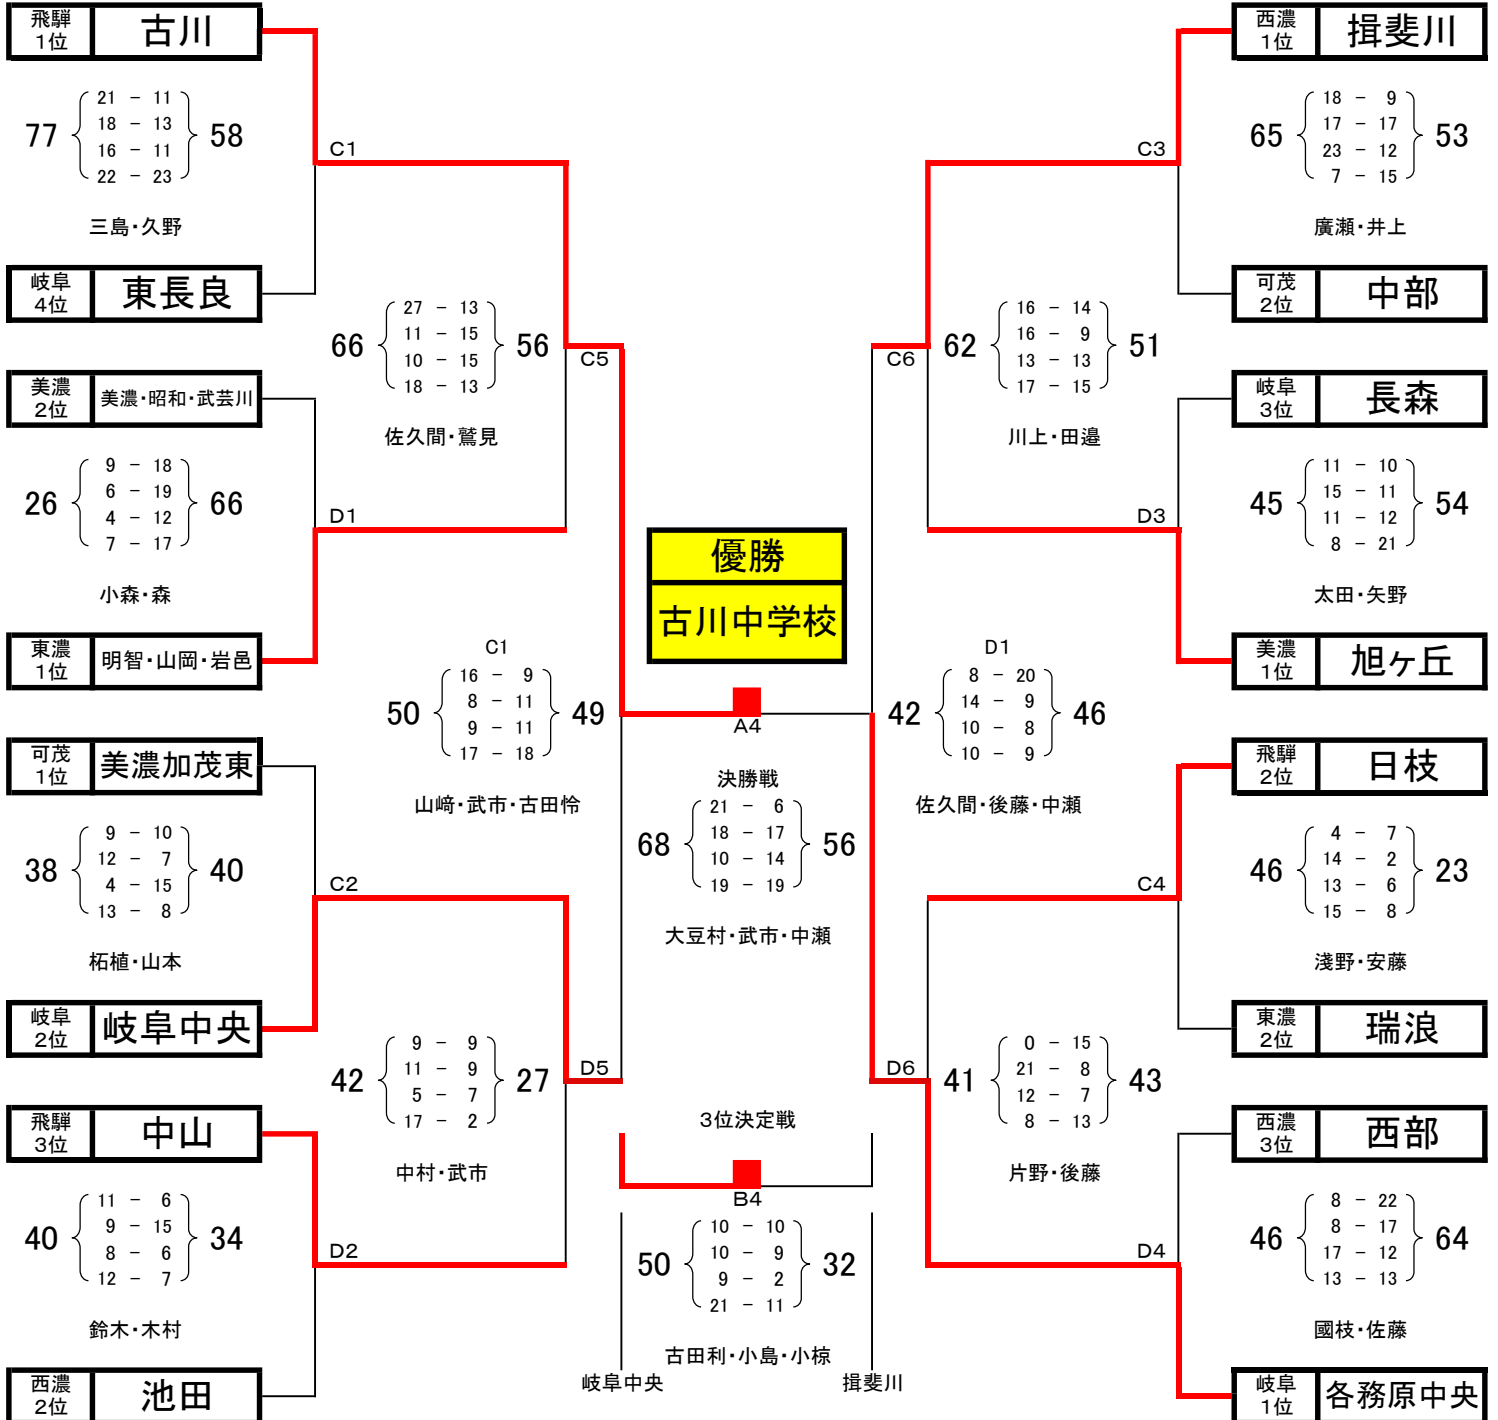 飛騨
1位
古川
21 - 11
18 - 13
16 - 11
22 - 23
77
58
三島・久野
C1
岐阜
4位
東長良
27 - 13
11 - 15
10 - 15
18 - 13
66
56
佐久間・鷲見
C5
美濃
2位
美濃・昭和・武芸川
9 - 18
6 - 19
4 - 12
7 - 17
26
66
小森・森
D1
東濃
1位
明智・山岡・岩邑
C1
16 - 9
8 - 11
9 - 11
17 - 18
50
49
山﨑・武市・古田怜
可茂
1位
美濃加茂東
9 - 10
12 - 7
4 - 15
13 - 8
38
40
柘植・山本
C2
岐阜
2位
岐阜中央
9 - 9
11 - 9
5 - 7
17 - 2
42
27
中村・武市
D5
飛騨
3位
中山
11 - 6
9 - 15
8 - 6
12 - 7
40
34
鈴木・木村
D2
西濃
2位
池田
優勝
古川中学校
A4
決勝戦
21 - 6
18 - 17
10 - 14
19 - 19
68
56
大豆村・武市・中瀬
3位決定戦
B4
10 - 10
10 - 9
9 - 2
21 - 11
50
32
古田利・小島・小椋
岐阜中央
揖斐川
西濃
1位
揖斐川
18 - 9
17 - 17
23 - 12
7 - 15
65
53
廣瀬・井上
C3
可茂
2位
中部
16 - 14
16 - 9
13 - 13
17 - 15
62
51
川上・田邉
C6
岐阜
3位
長森
11 - 10
15 - 11
11 - 12
8 - 21
45
54
太田・矢野
D3
美濃
1位
旭ヶ丘
D1
8 - 20
14 - 9
10 - 8
10 - 9
42
46
佐久間・後藤・中瀬
飛騨
2位
日枝
4 - 7
14 - 2
13 - 6
15 - 8
46
23
淺野・安藤
C4
東濃
2位
瑞浪
0 - 15
21 - 8
12 - 7
8 - 13
41
43
片野・後藤
D6
西濃
3位
西部
8 - 22
8 - 17
17 - 12
13 - 13
46
64
國枝・佐藤
D4
岐阜
1位
各務原中央